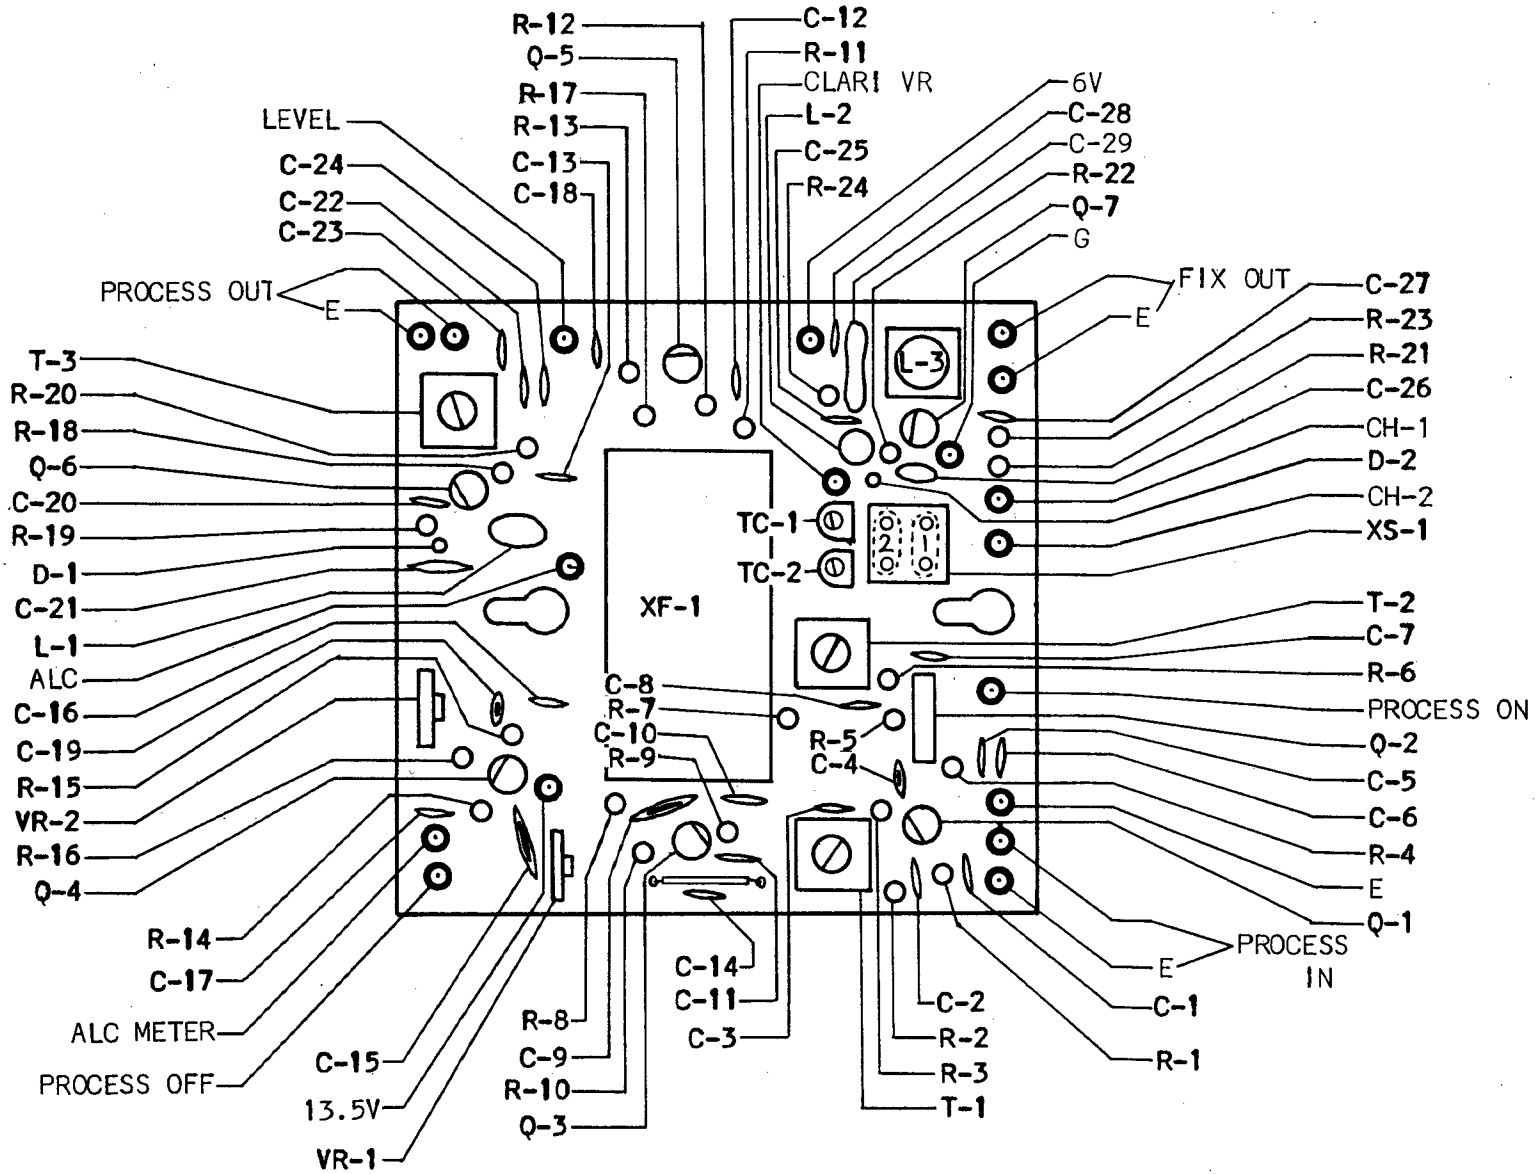 R-12
Q-5
R-17
R-13
C-13
C-18
C-12
R-11
CLARI VR
L-2
C-25
R-24
6V
C-28
C-29
R-22
Q-7
G
LEVEL
C-24
C-22
C-23
PROCESS OUT
E
T-3
R-20
R-18
Q-6
C-20
R-19
D-1
C-21
L-1
ALC
C-16
C-19
R-15
VR-2
R-16
Q-4
R-14
C-17
ALC METER
PROCESS OFF
FIX OUT
E
C-27
R-23
R-21
C-26
CH-1
D-2
CH-2
XS-1
T-2
C-7
R-6
PROCESS ON
Q-2
C-5
C-6
R-4
E
Q-1
PROCESS IN
E
L-3
TC-1
TC-2
2
1
XF-1
C-8
R-7
C-10
R-9
R-5
C-4
C-15
13.5V
VR-1
R-8
C-9
R-10
Q-3
C-14
C-11
C-3
C-2
R-2
R-3
T-1
C-1
R-1